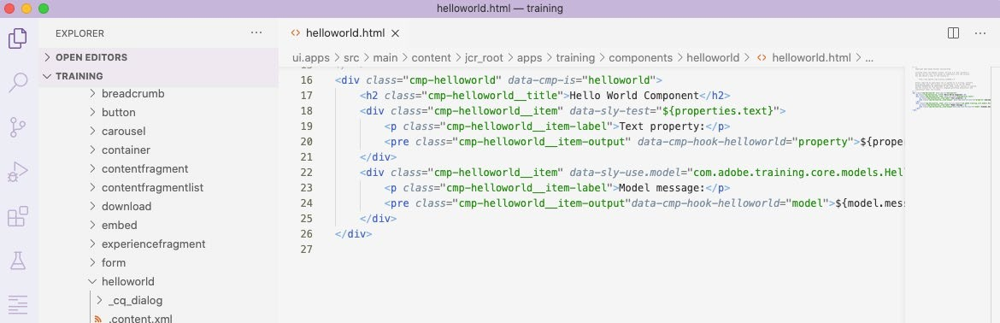 helloworld.html — training
EXPLORER
OPEN EDITORS
TRAINING
breadcrumb
button
carousel
container
contentfragment
contentfragmentlist
download
embed
experiencefragment
form
helloworld
_cq_dialog
.content.xml
helloworld.html
ui.apps > src > main > content > jcr_root > apps > training > components > helloworld > <> helloworld.html > ...
16 <div class="cmp-helloworld" data-cmp-is="helloworld">
17 <h2 class="cmp-helloworld__title">Hello World Component</h2>
18 <div class="cmp-helloworld__item" data-sly-test="${properties.text}">
19 <p class="cmp-helloworld__item-label">Text property:</p>
20 <pre class="cmp-helloworld__item-output" data-cmp-hook-helloworld="property">${prope
21 </div>
22 <div class="cmp-helloworld__item" data-sly-use.model="com.adobe.training.core.models.Hel
23 <p class="cmp-helloworld__item-label">Model message:</p>
24 <pre class="cmp-helloworld__item-output"data-cmp-hook-helloworld="model">${model.mes
25 </div>
26 </div>
27